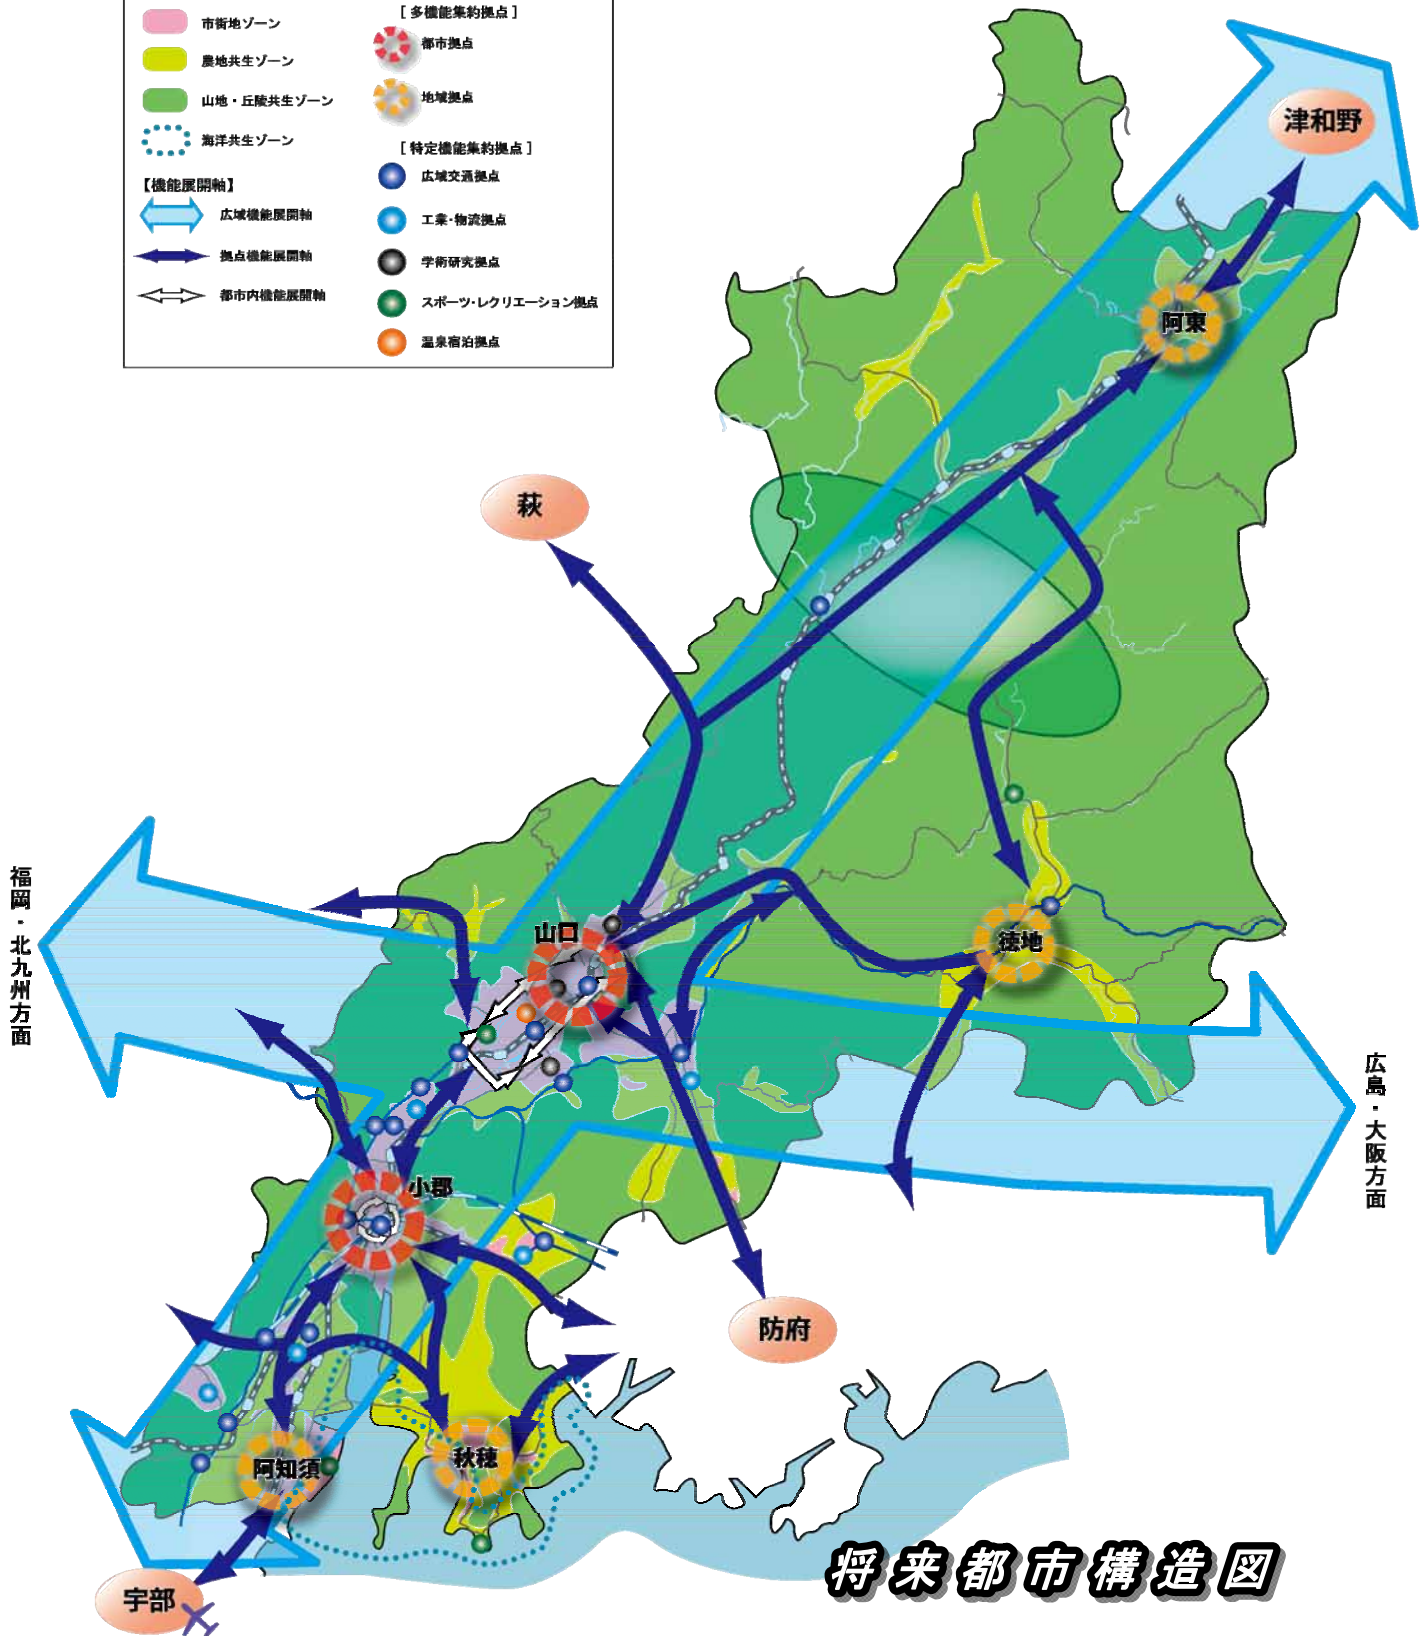 市街地ゾーン
農地共生ゾーン
山地・丘陵共生ゾーン
海洋共生ゾーン
【機能展開軸】
広域機能展開軸
拠点機能展開軸
都市内機能展開軸
［ 多機能集約拠点 ］
都市拠点
地域拠点
［ 特定機能集約拠点 ］
広域交通拠点
工業・物流拠点
学術研究拠点
スポーツ・レクリエーション拠点
温泉宿泊拠点
津和野
阿東
萩
福岡・北九州方面
山口
徳地
広島・大阪方面
小郡
防府
阿知須
秋穂
宇部
将来都市構造図